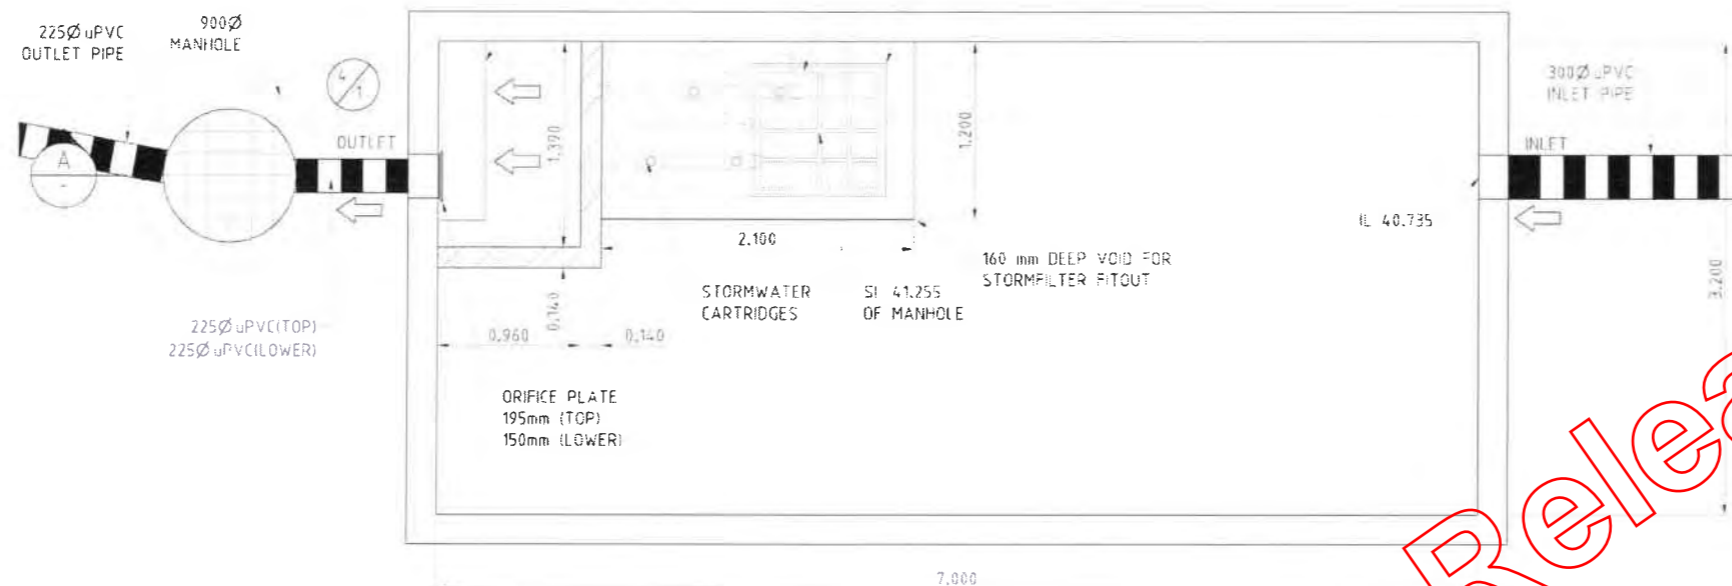 225Ø uPVC
OUTLET PIPE
900Ø
MANHOLE
4
1
A
-
OUTLET
1.390
1.200
300Ø uPVC
INLET PIPE
INLET
IL 40.735
3.200
2.100
160 mm DEEP VOID FOR
STORMFILTER FITOUT
STORMWATER
CARTRIDGES
SL 41.255
OF MANHOLE
225Ø uPVC(TOP)
225Ø uPVC(LOWER)
0.960
0.140
0.140
ORIFICE PLATE
195mm (TOP)
150mm (LOWER)
7.000